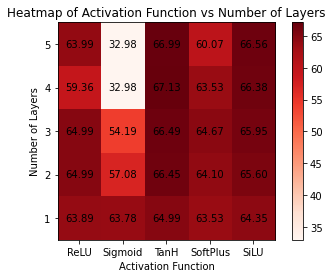 Heatmap of Activation Function vs Number of Layers
Number of Layers
5 63.99 32.98 66.99 60.07 66.56
4 59.36 32.98 67.13 63.53 66.38
3 64.99 54.19 66.49 64.67 65.95
2 64.99 57.08 66.45 64.10 65.60
1 63.89 63.78 64.99 63.53 64.35
ReLU Sigmoid TanH SoftPlus SiLU
Activation Function
65
60
55
50
45
40
35